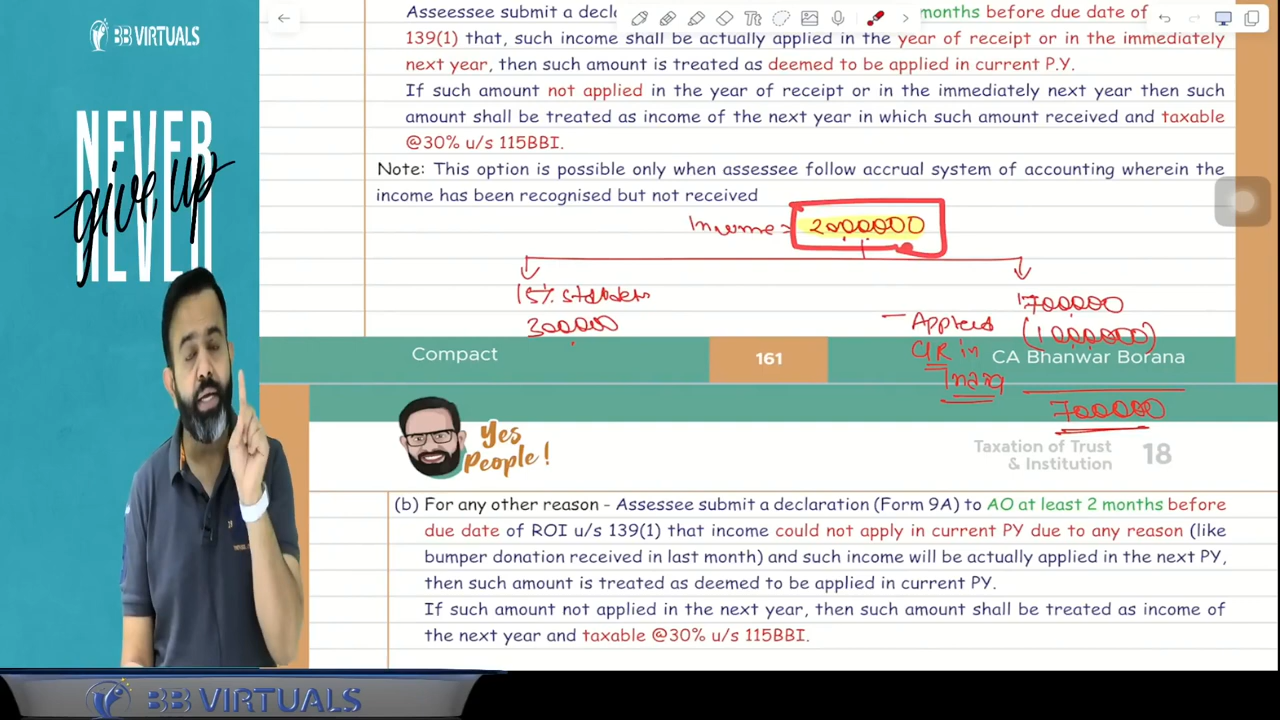 BB VIRTUALS
NEVER
give up
NEVER
Asseessee submit a decla
months before due date of
139(1) that, such income shall be actually applied in the year of receipt or in the immediately
next year, then such amount is treated as deemed to be applied in current P.Y.
If such amount not applied in the year of receipt or in the immediately next year then such
amount shall be treated as income of the next year in which such amount received and taxable
@30% u/s 115BBI.
Note: This option is possible only when assessee follow accrual system of accounting wherein the
income has been recognised but not received
Income = 2000000
15%
300000
1700000
Applied (1000000)
in
India
700000
Compact 161 CA Bhanwar Borana
Yes
People!
Taxation of Trust
& Institution 18
(b) For any other reason - Assessee submit a declaration (Form 9A) to AO at least 2 months before
due date of ROI u/s 139(1) that income could not apply in current PY due to any reason (like
bumper donation received in last month) and such income will be actually applied in the next PY,
then such amount is treated as deemed to be applied in current PY.
If such amount not applied in the next year, then such amount shall be treated as income of
the next year and taxable @30% u/s 115BBI.
BB VIRTUALS